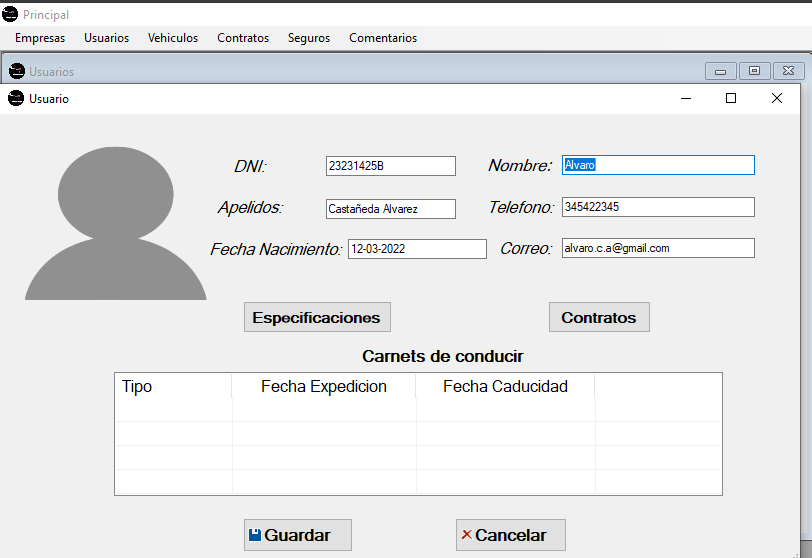 Principal
Empresas Usuarios Vehiculos Contratos Seguros Comentarios
Usuarios
Usuario
DNI: 23231425B Nombre: Alvaro
Apelidos: Castañeda Alvarez Telefono: 345422345
Fecha Nacimiento: 12-03-2022 Correo: alvaro.c.a@gmail.com
Especificaciones Contratos
Carnets de conducir
Tipo Fecha Expedicion Fecha Caducidad
Guardar Cancelar